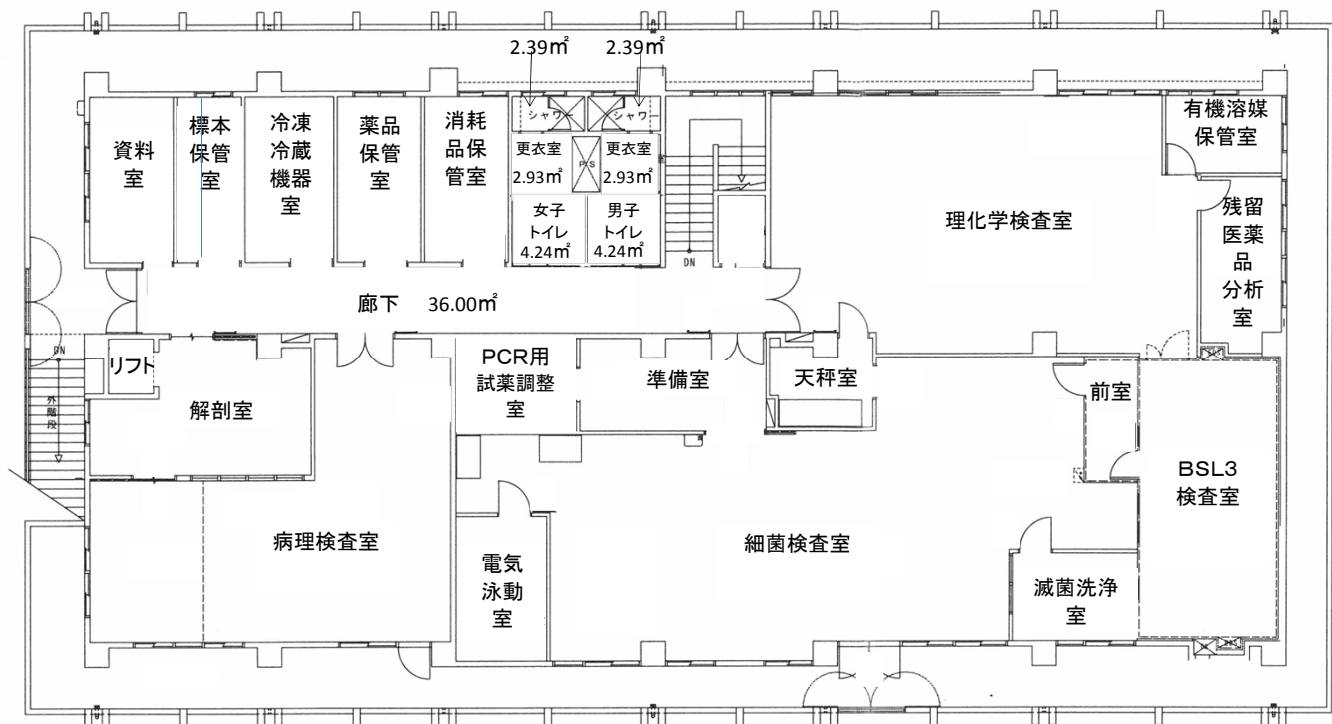 2.39㎡
2.39㎡
シャワー
シャワー
資料
室
標本
保管
室
冷凍
冷蔵
機器
室
薬品
保管
室
消耗
品保
管室
更衣室
2.93㎡
PS
更衣室
2.93㎡
女子
トイレ
4.24㎡
男子
トイレ
4.24㎡
DN
理化学検査室
有機溶媒
保管室
残留
医薬
品
分析
室
廊下 36.00㎡
DN
外階段
リフト
解剖室
PCR用
試薬調整
室
準備室
天秤室
前室
BSL3
検査室
病理検査室
電気
泳動
室
細菌検査室
滅菌洗浄
室